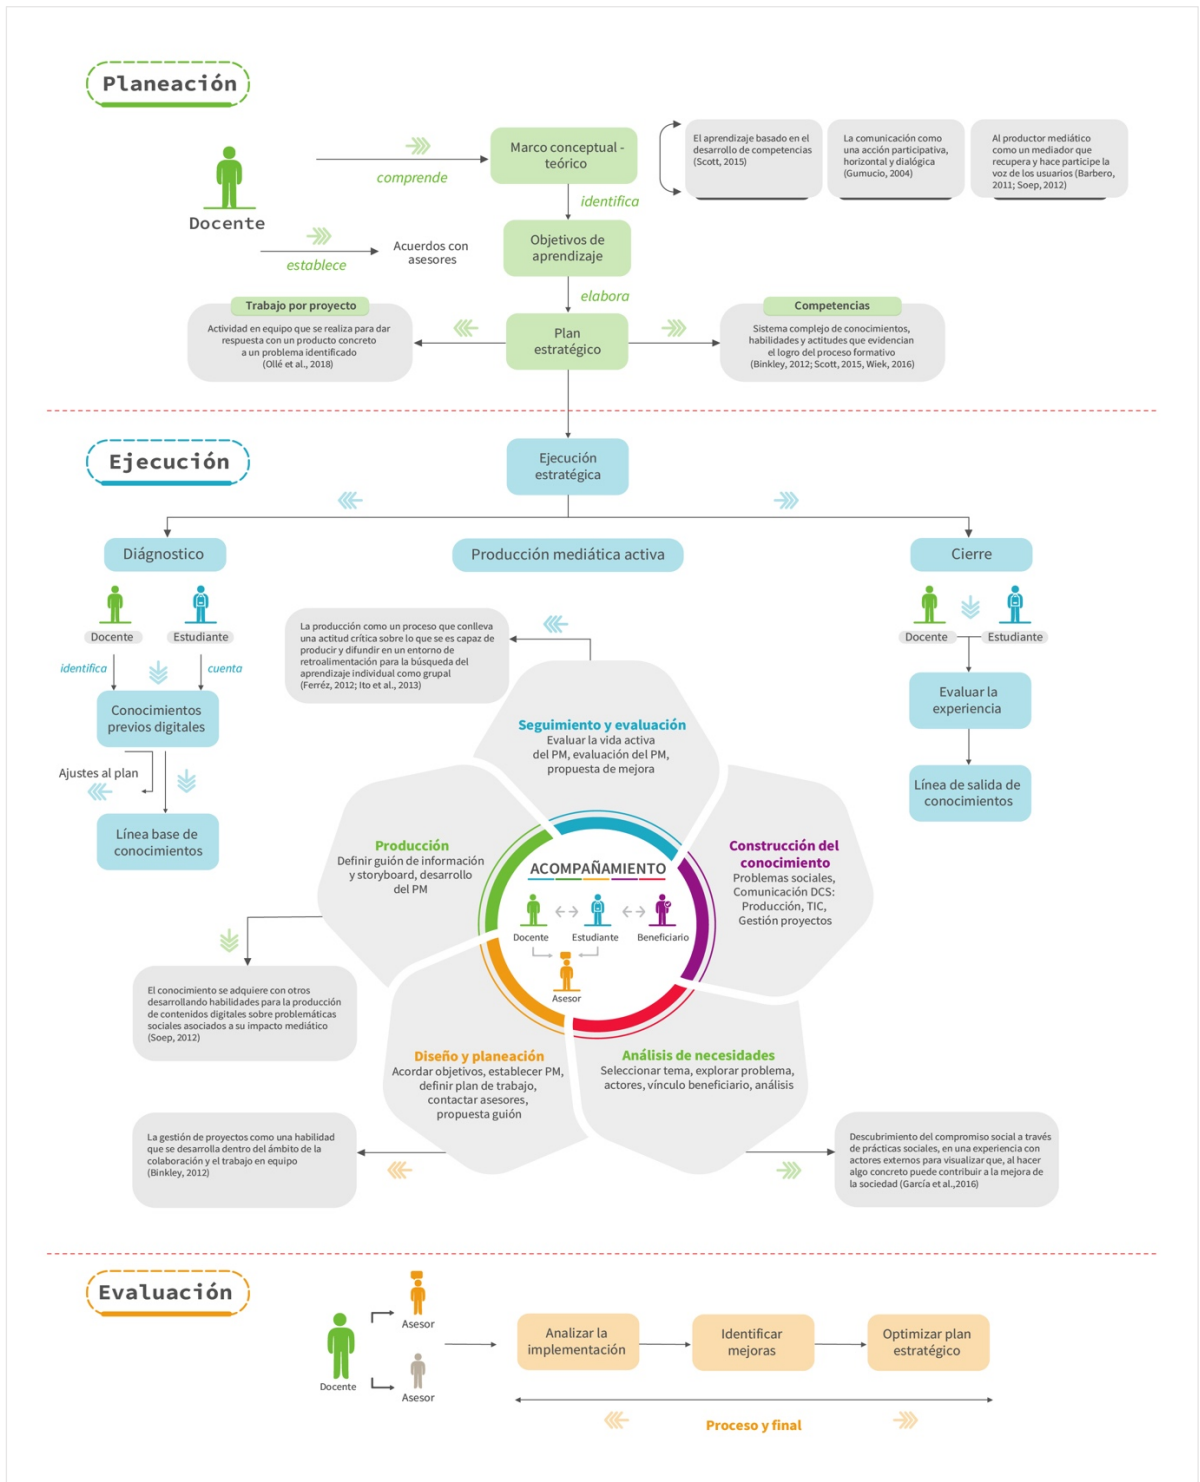 Planeación
Docente
comprende
Marco conceptual -
teórico
El aprendizaje basado en el
desarrollo de competencias
(Scott, 2015)
La comunicación como
una acción participativa,
horizontal y dialógica
(Gumucio, 2004)
Al productor mediático
como un mediador que
recupera y hace participe la
voz de los usuarios (Barbero,
2011; Soep, 2012)
identifica
establece
Acuerdos con
asesores
Objetivos de
aprendizaje
elabora
Trabajo por proyecto
Actividad en equipo que se realiza para dar
respuesta con un producto concreto
a un problema identificado
(Ollé et al., 2018)
Plan
estratégico
Competencias
Sistema complejo de conocimientos,
habilidades y actitudes que evidencian
el logro del proceso formativo
(Binkley, 2012; Scott, 2015, Wiek, 2016)
Ejecución
Ejecución
estratégica
Diágnostico
Producción mediática activa
Cierre
Docente
Estudiante
identifica
cuenta
Conocimientos
previos digitales
Ajustes al plan
Línea base de
conocimientos
Docente
Estudiante
Evaluar la
experiencia
Línea de salida de
conocimientos
La producción como un proceso que conlleva
una actitud crítica sobre lo que se es capaz de
producir y difundir en un entorno de
retroalimentación para la búsqueda del
aprendizaje individual como grupal
(Ferréz, 2012; Ito et al., 2013)
Seguimiento y evaluación
Evaluar la vida activa
del PM, evaluación del PM,
propuesta de mejora
Producción
Definir guión de información
y storyboard, desarrollo
del PM
Construcción del
conocimiento
Problemas sociales,
Comunicación DCS:
Producción, TIC,
Gestión proyectos
ACOMPAÑAMIENTO
Docente
Estudiante
Beneficiario
Asesor
El conocimiento se adquiere con otros
desarrollando habilidades para la producción
de contenidos digitales sobre problemáticas
sociales asociados a su impacto mediático
(Soep, 2012)
Diseño y planeación
Acordar objetivos, establecer PM,
definir plan de trabajo,
contactar asesores,
propuesta guión
Análisis de necesidades
Seleccionar tema, explorar problema,
actores, vínculo beneficiario, análisis
La gestión de proyectos como una habilidad
que se desarrolla dentro del ámbito de la
colaboración y el trabajo en equipo
(Binkley, 2012)
Descubrimiento del compromiso social a través
de prácticas sociales, en una experiencia con
actores externos para visualizar que, al hacer
algo concreto puede contribuir a la mejora de
la sociedad (García et al.,2016)
Evaluación
Docente
Asesor
Asesor
Analizar la
implementación
Identificar
mejoras
Optimizar plan
estratégico
Proceso y final